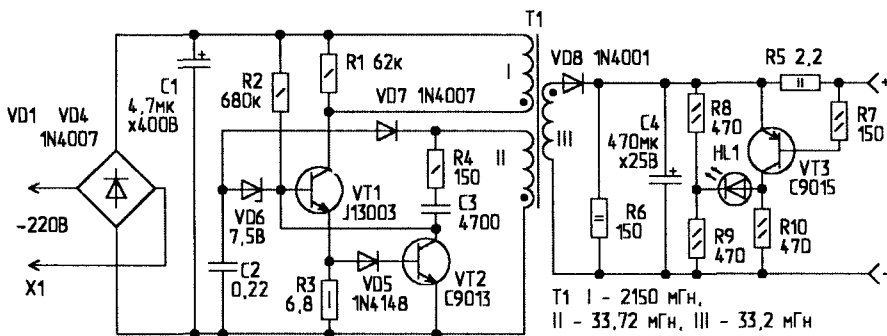 T1
VD8 1N4001
R5 2,2
R1 62к
I
R2
680к
C1
4,7мк
x400В
VD1 VD4
1N4007
VD7 1N4007
+
R8
470
R7
150
C4
470мк
x25В
III
II
HL1
R4
150
VT3
C9015
VT1
J13003
C3
4700
VD6
7,5В
~220В
R6
150
R9
470
R10
470
C2
0,22
R3
6,8
VD5
1N4148
VT2
C9013
X1
-
T1 I - 2150 мГн,
II - 33,72 мГн, III - 33,2 мГн